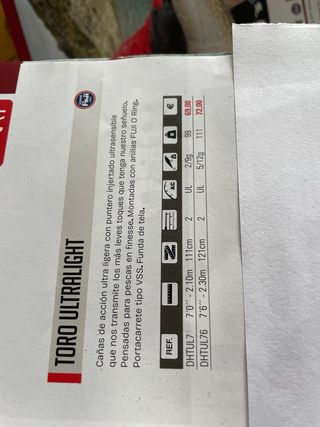 TORO ULTRALIGHT
Fuji
Cañas de acción ultra ligera con puntero injertado ultrasensible
que nos transmite los más leves toques que tenga nuestro señuelo.
Pensadas para pescas en finesse. Montadas con anillas FUJI O Ring.
Portacarrete tipo VSS. Funda de tela.
REF. AC €
DHTUL7 7'0'' - 2.10m 111cm 2 UL 2/9g 99 69,00
DHTUL76 7'6'' - 2.30m 121cm 2 UL 5/12g 111 72,00